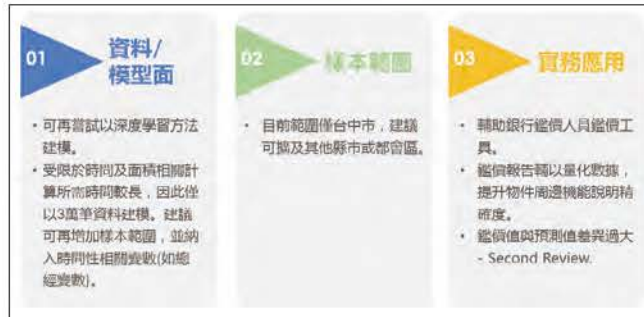 01
資料/
模型面
• 可再嘗試以深度學習方法
建模。
• 受限於時間及面積相關計
算所需時間較長，因此僅
以3萬筆資料建模。建議
可再增加樣本範圍，並納
入時間性相關變數(如總
經變數)。
02
樣本範圍
• 目前範圍僅台中市，建議
可擴及其他縣市或都會區。
03
實務應用
• 輔助銀行鑑價人員鑑價工
具。
• 鑑價報告輔以量化數據，
提升物件周邊機能說明精
確度。
• 鑑價值與預測值差異過大
- Second Review.